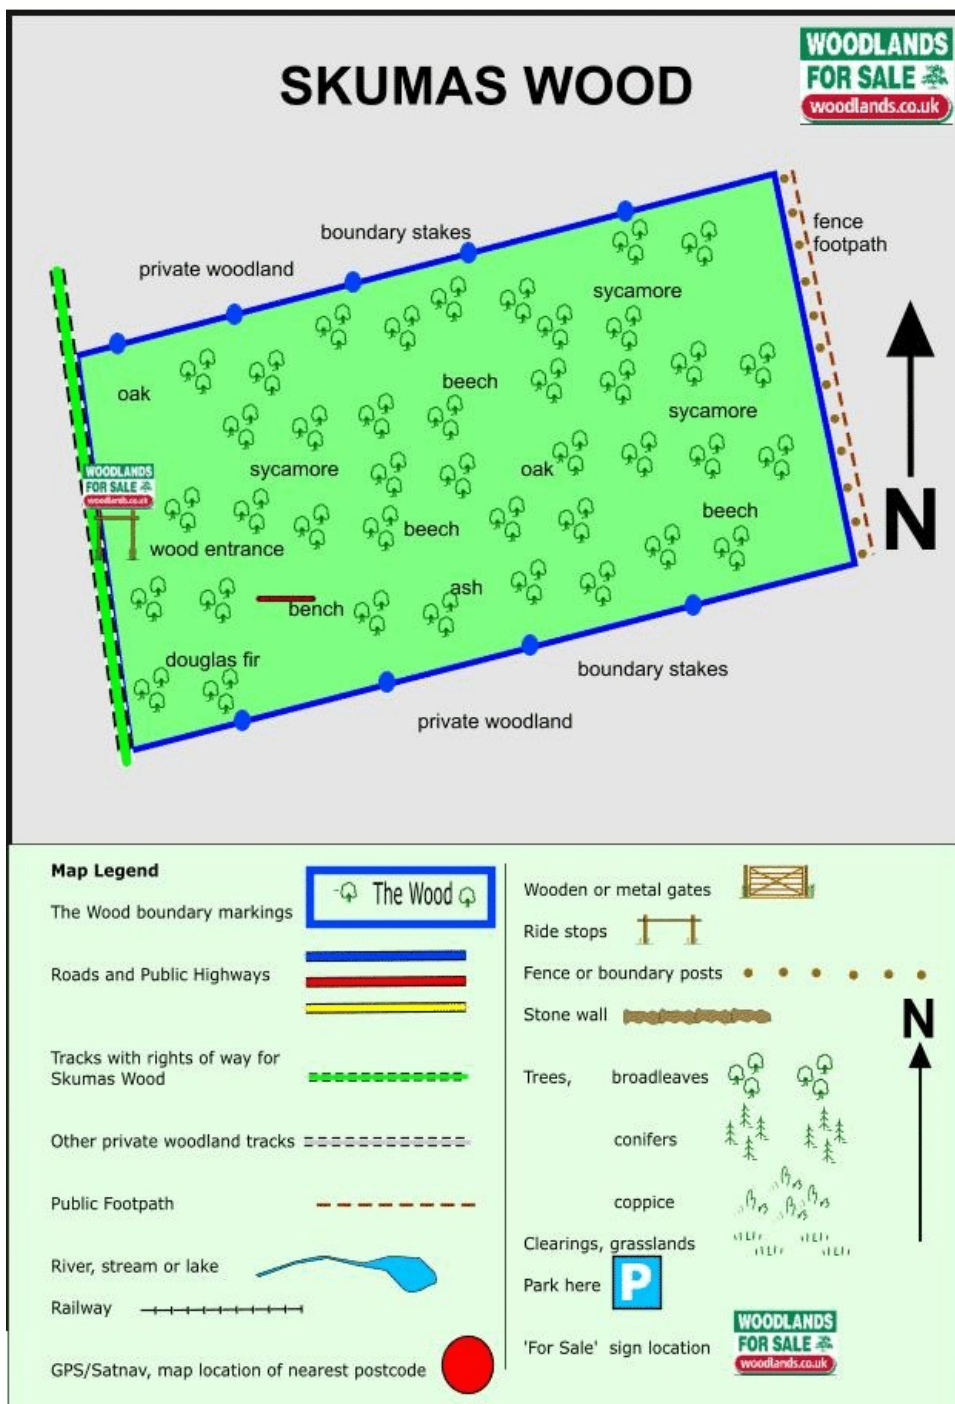 WOODLANDS
FOR SALE
woodlands.co.uk
SKUMAS WOOD
fence
footpath
boundary stakes
private woodland
sycamore
oak
beech
sycamore
sycamore
oak
WOODLANDS
FOR SALE
woodlands.co.uk
beech
beech
wood entrance
N
ash
bench
douglas fir
boundary stakes
private woodland
Map Legend
The Wood boundary markings
The Wood
Roads and Public Highways
Tracks with rights of way for
Skumas Wood
Other private woodland tracks
Public Footpath
River, stream or lake
Railway
GPS/Satnav, map location of nearest postcode
Wooden or metal gates
Ride stops
Fence or boundary posts
Stone wall
N
Trees, broadleaves
conifers
coppice
Clearings, grasslands
Park here P
'For Sale' sign location
WOODLANDS
FOR SALE
woodlands.co.uk